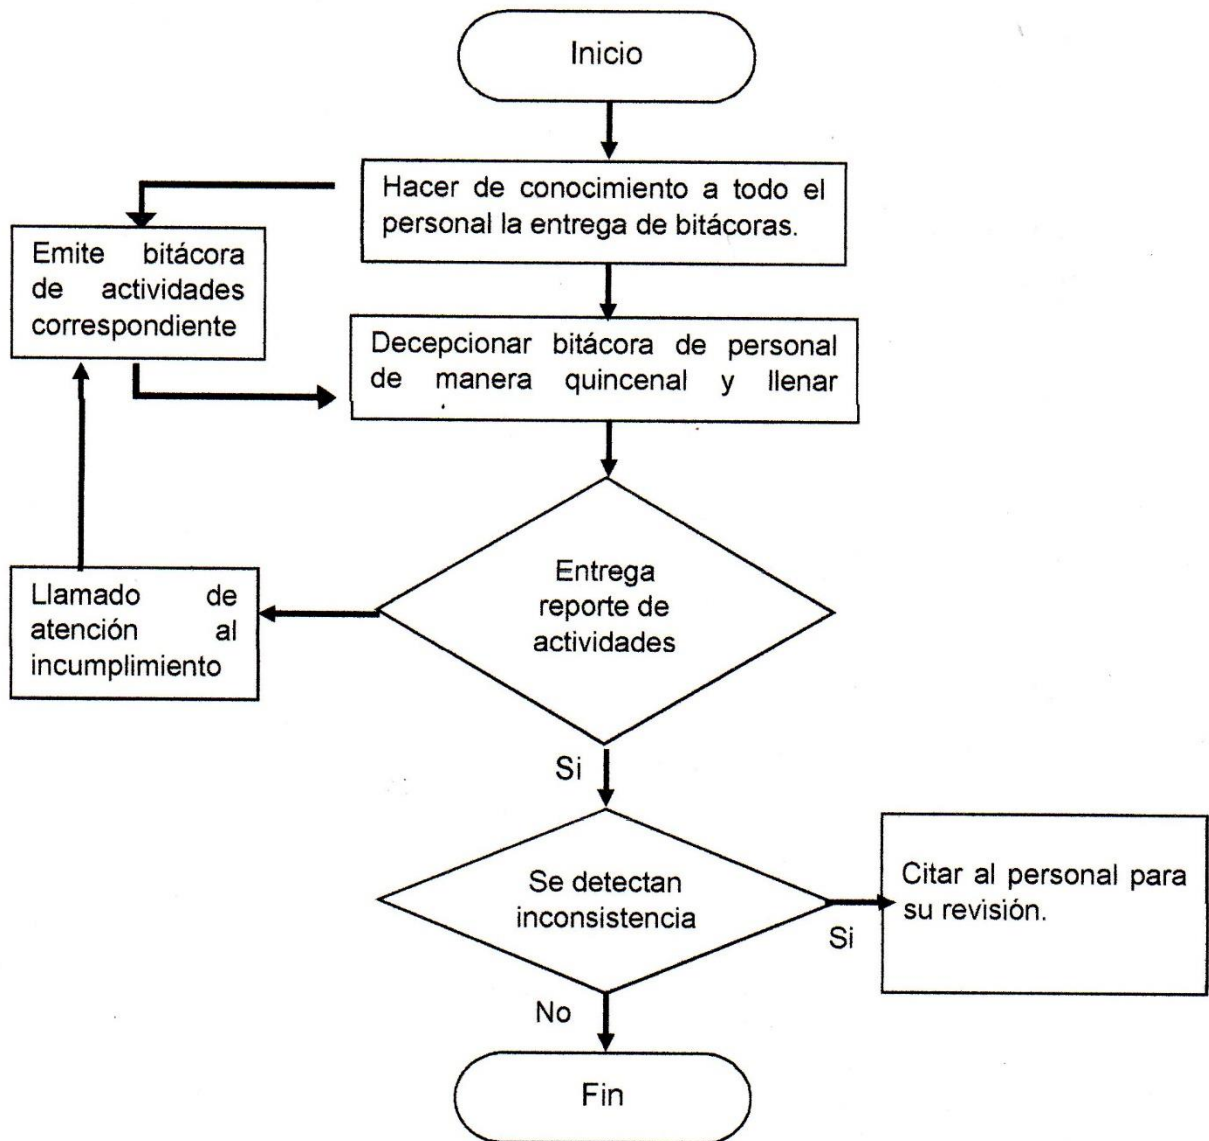 Inicio
Hacer de conocimiento a todo el
personal la entrega de bitácoras.
Emite bitácora
de actividades
correspondiente
Decepcionar bitácora de personal
de manera quincenal y llenar
Entrega
reporte de
actividades
Llamado de
atención al
incumplimiento
Si
Se detectan
inconsistencia
Si
Citar al personal para
su revisión.
No
Fin